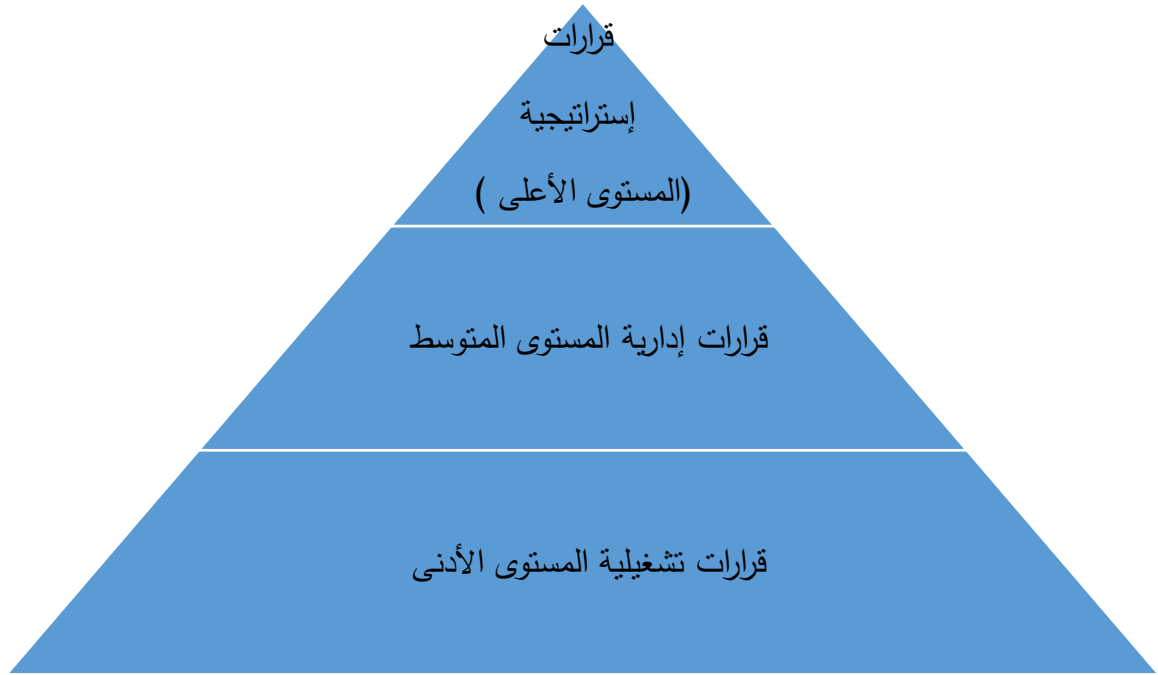 قرارات
إستراتيجية
(المستوى الأعلى )
قرارات إدارية المستوى المتوسط
قرارات تشغيلية المستوى الأدنى